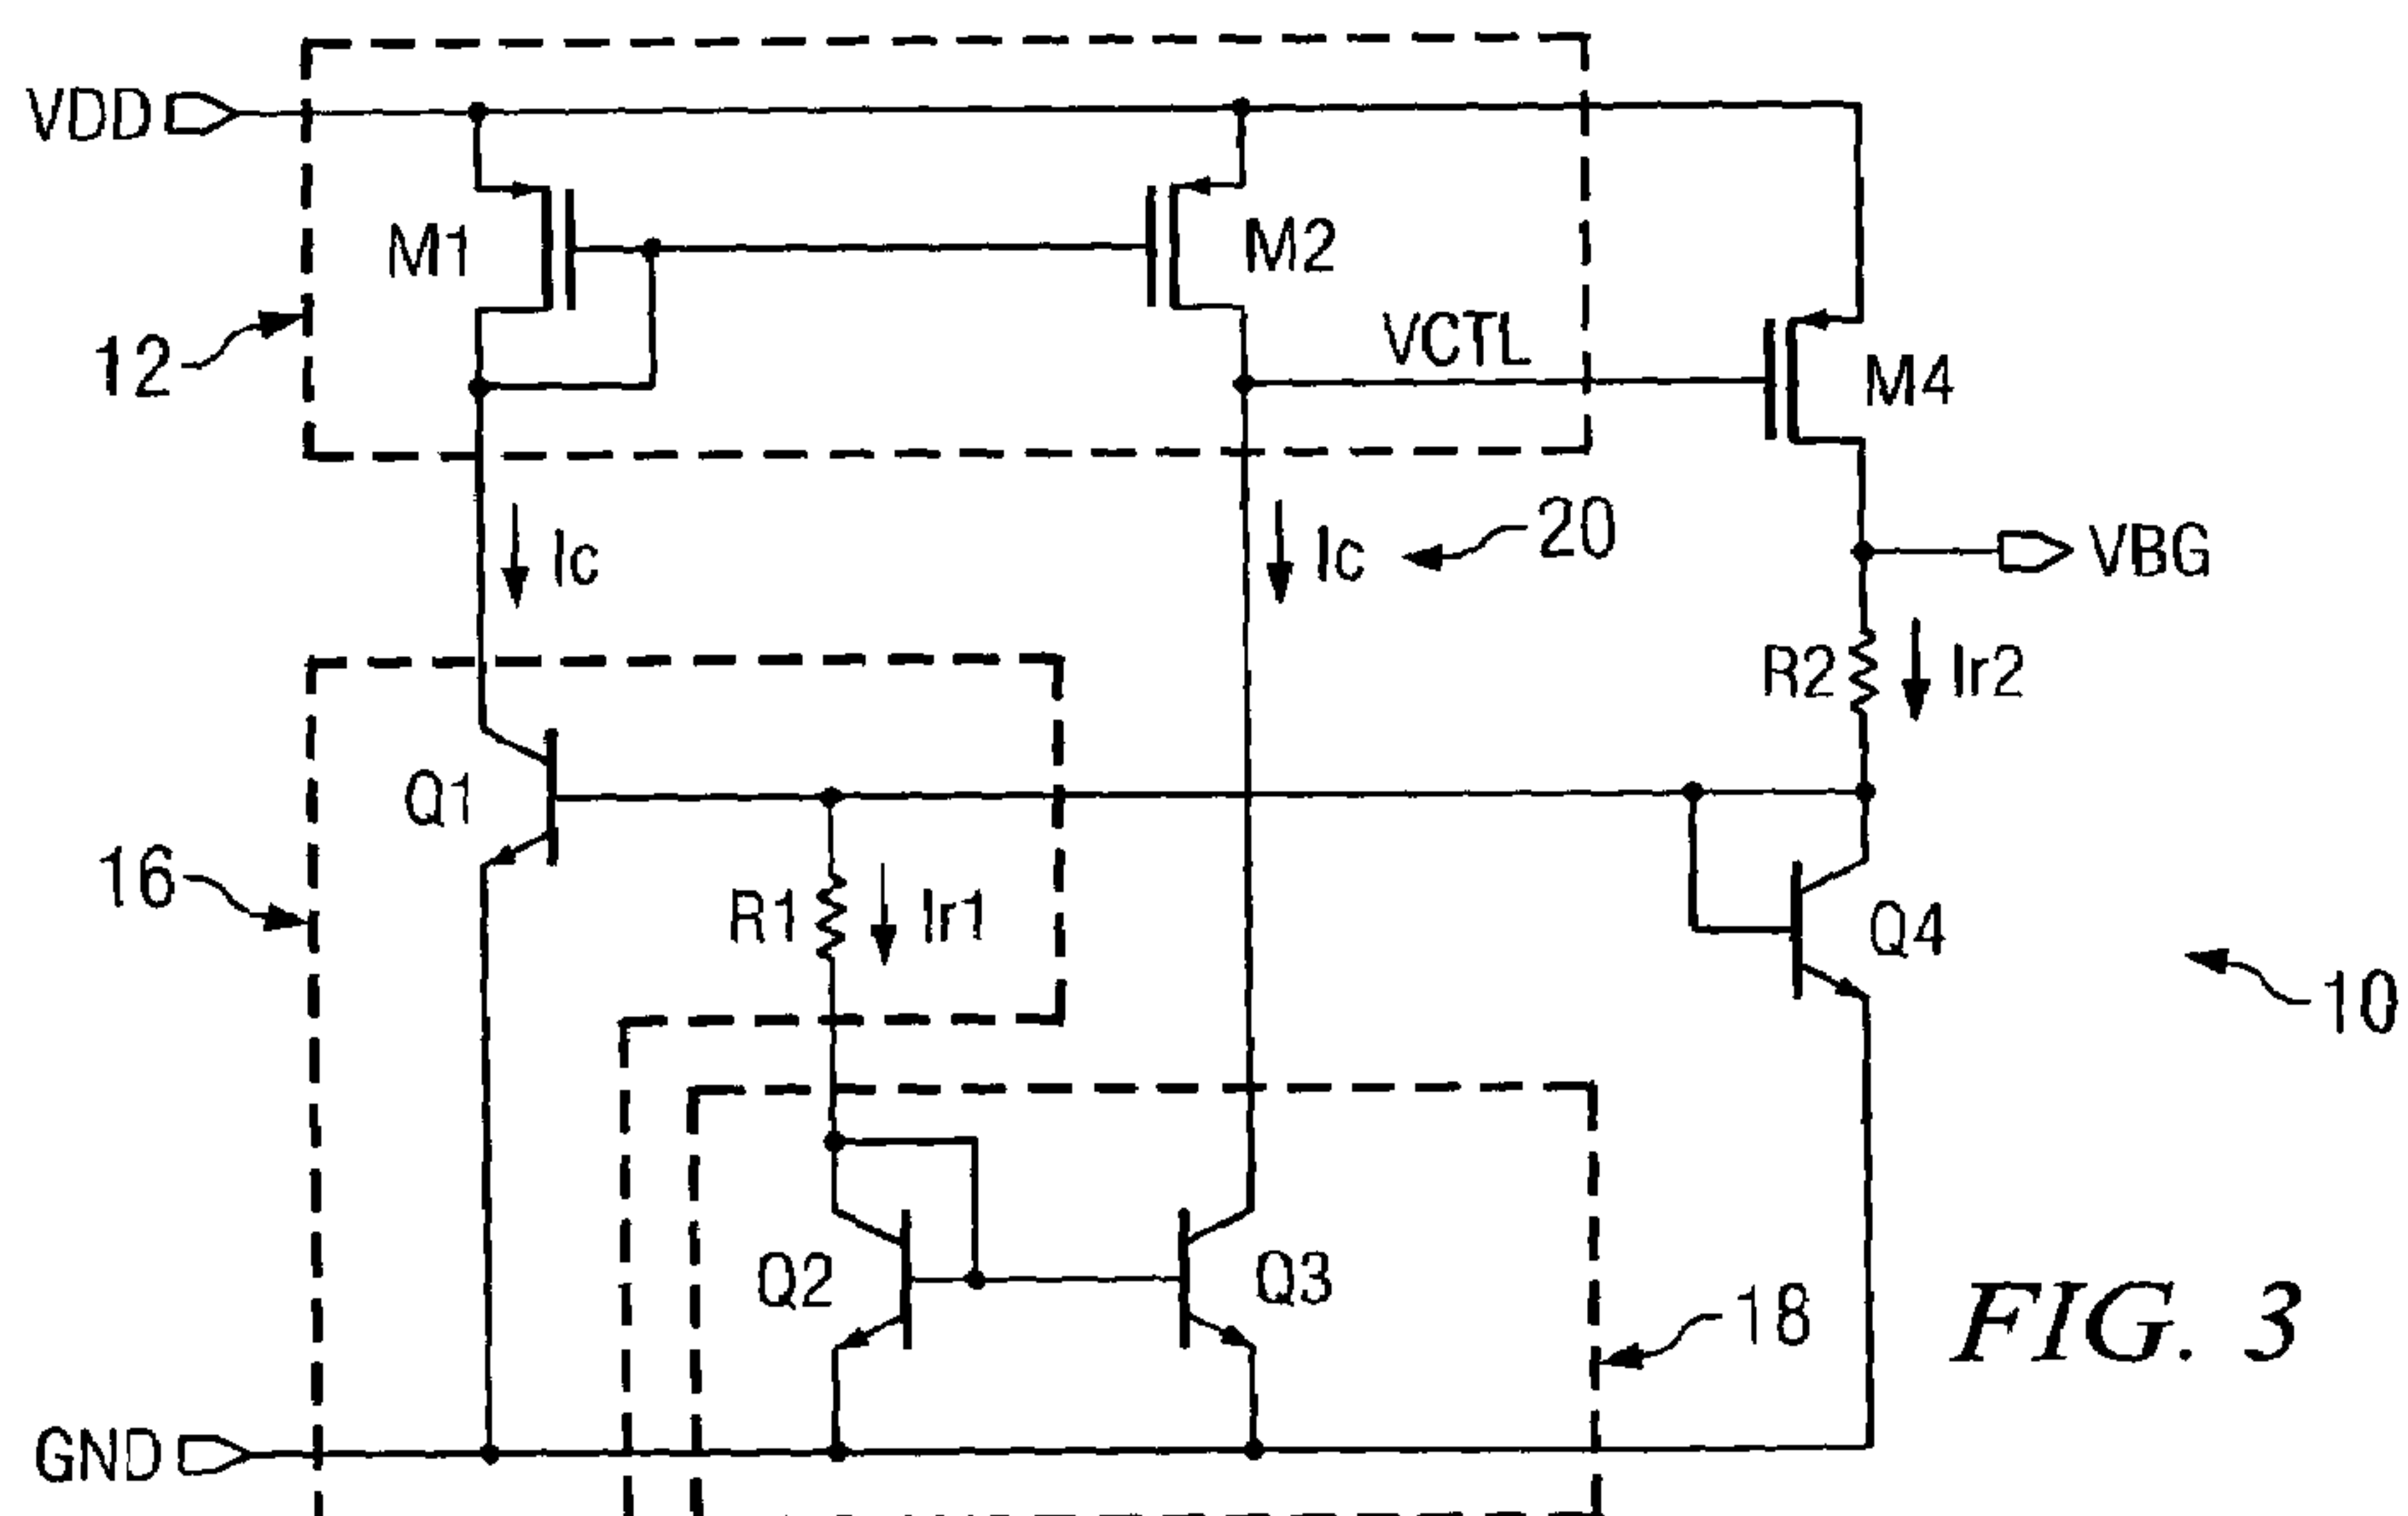 VDD
M1
M2
VCTL
M4
12
Ic
Ic
20
VBG
R2
Ir2
Q1
16
R1
Ir1
Q4
10
Q2
Q3
18
FIG. 3
GND